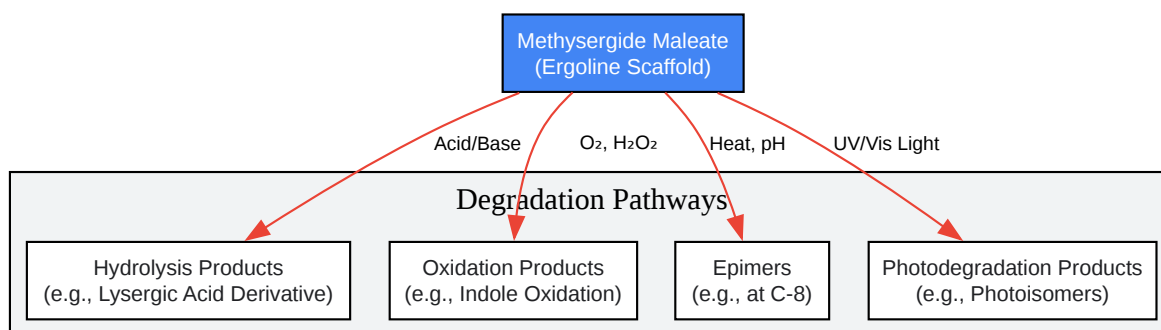 Methysergide Maleate
(Ergoline Scaffold)
Acid/Base
O₂, H₂O₂
Heat, pH
UV/Vis Light
Degradation Pathways
Hydrolysis Products
(e.g., Lysergic Acid Derivative)
Oxidation Products
(e.g., Indole Oxidation)
Epimers
(e.g., at C-8)
Photodegradation Products
(e.g., Photoisomers)